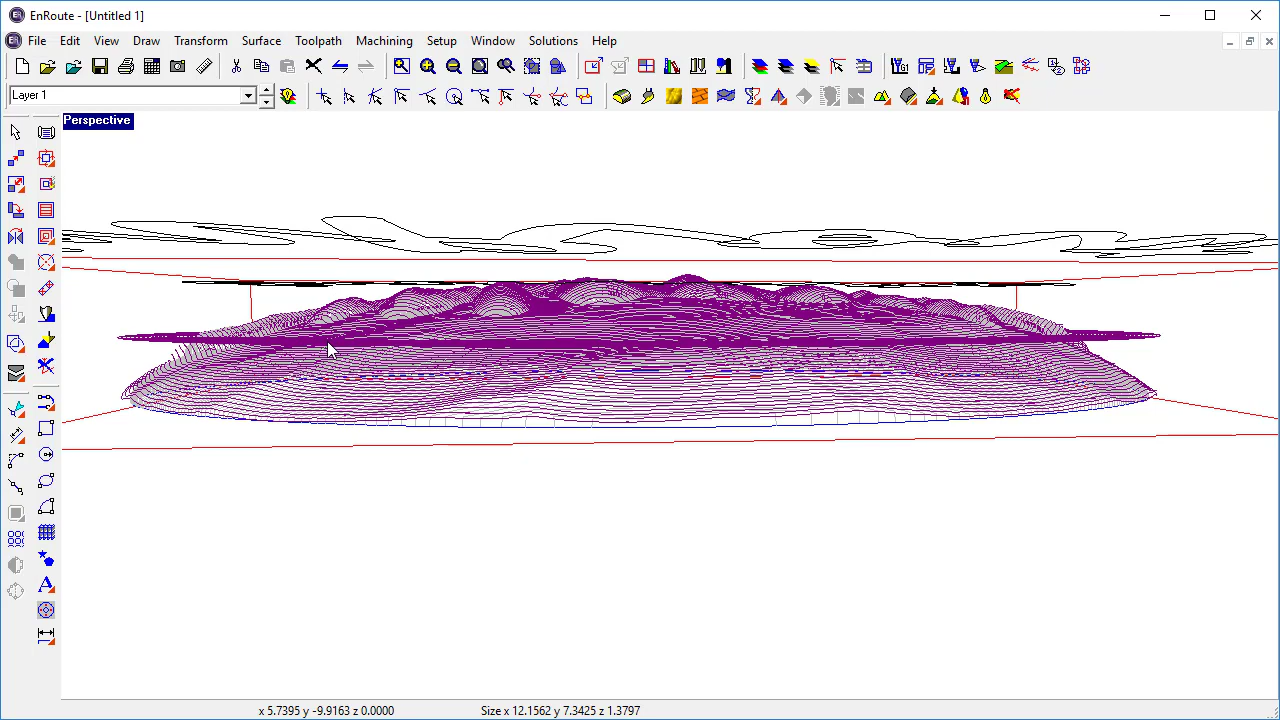 EnRoute - [Untitled 1]
File Edit View Draw Transform Surface Toolpath Machining Setup Window Solutions Help
Layer 1
Perspective
x 5.7395 y -9.9163 z 0.0000 Size x 12.1562 y 7.3425 z 1.3797